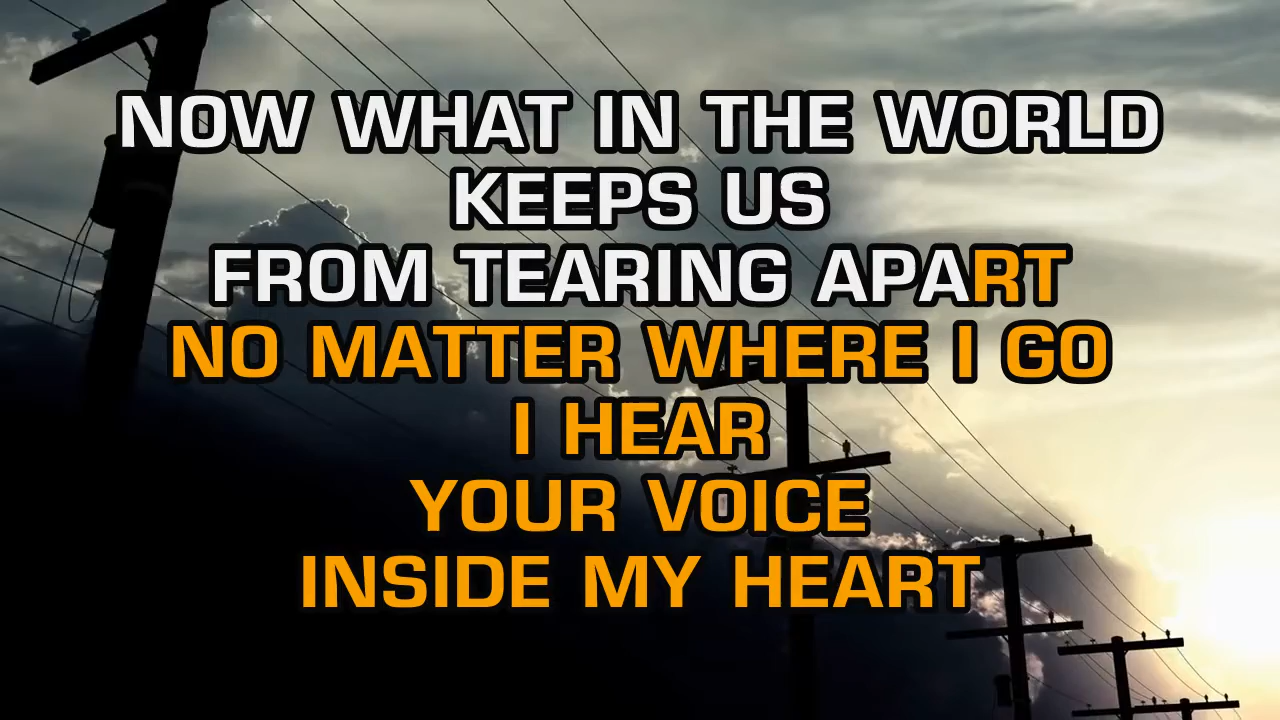 NOW WHAT IN THE WORLD
KEEPS US
FROM TEARING APART
NO MATTER WHERE I GO
I HEAR
YOUR VOICE
INSIDE MY HEART